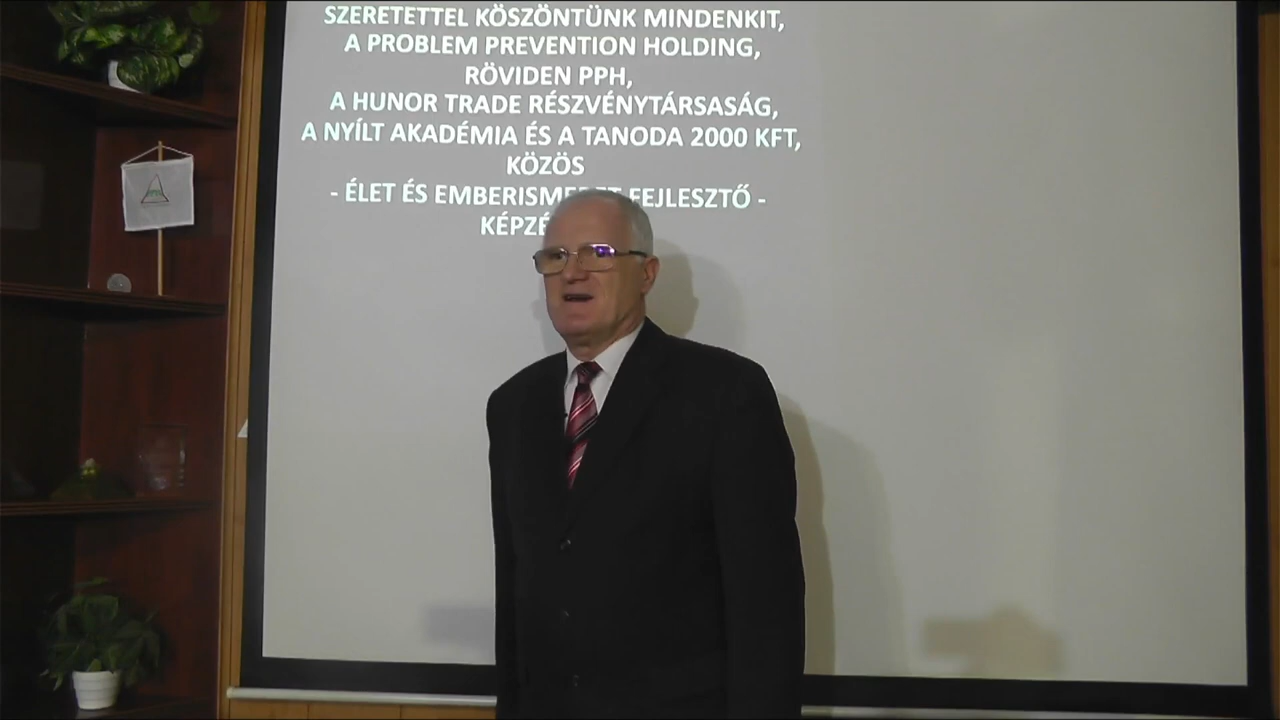 SZERETETTEL KÖSZÖNTÜNK MINDENKIT,
A PROBLEM PREVENTION HOLDING,
RÖVIDEN PPH,
A HUNOR TRADE RÉSZVÉNYTÁRSASÁG,
A NYÍLT AKADÉMIA ÉS A TANODA 2000 KFT,
KÖZÖS
- ÉLET ÉS FEJLESZTŐ -